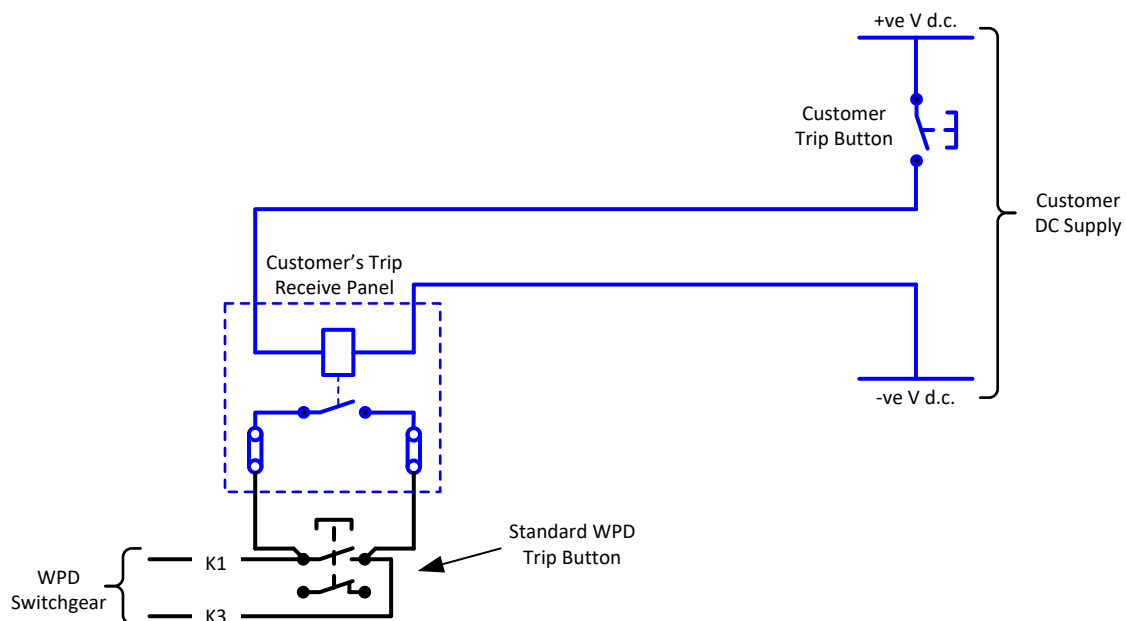 +ve V d.c.
Customer
Trip Button
Customer
DC Supply
Customer's Trip
Receive Panel
-ve V d.c.
Standard WPD
Trip Button
K1
WPD
Switchgear
K3